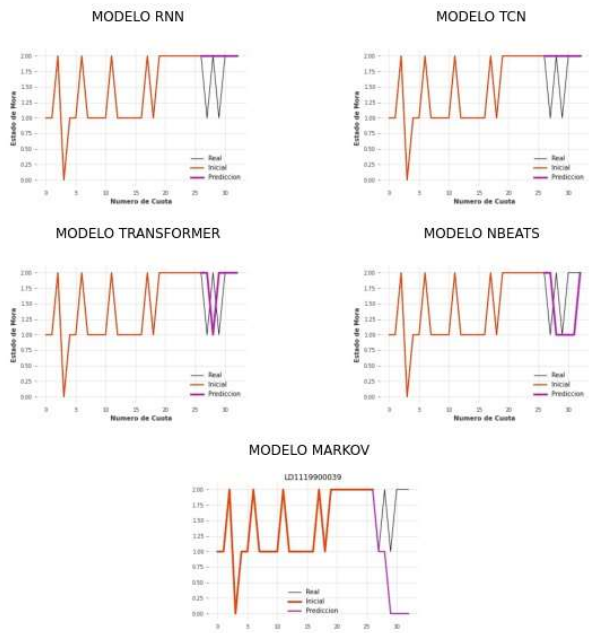 MODELO RNN
MODELO TCN
2.00
1.75
1.50
1.25
1.00
0.75
0.50
0.25
0.00
Estado de Mora
Real
Inicial
Prediccion
0 5 10 15 20 25 30
Numero de Cuota
2.00
1.75
1.50
1.25
1.00
0.75
0.50
0.25
0.00
Estado de Mora
Real
Inicial
Prediccion
0 5 10 15 20 25 30
Numero de Cuota
MODELO TRANSFORMER
MODELO NBEATS
2.00
1.75
1.50
1.25
1.00
0.75
0.50
0.25
0.00
Estado de Mora
Real
Inicial
Prediccion
0 5 10 15 20 25 30
Numero de Cuota
2.00
1.75
1.50
1.25
1.00
0.75
0.50
0.25
0.00
Estado de Mora
Real
Inicial
Prediccion
0 5 10 15 20 25 30
Numero de Cuota
MODELO MARKOV
LD1119900039
2.00
1.75
1.50
1.25
1.00
0.75
0.50
0.25
0.00
Real
Inicial
Prediccion
0 5 10 15 20 25 30